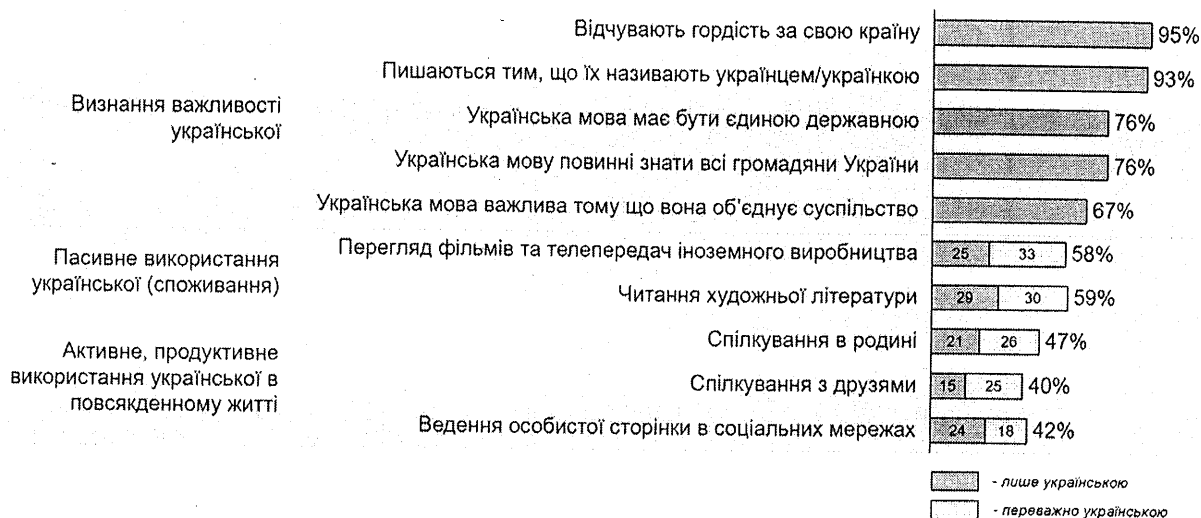 Відчувають гордість за свою країну 95%
Пишаються тим, що їх називають українцем/українкою 93%
Визнання важливості
української
Українська мова має бути єдиною державною 76%
Українська мову повинні знати всі громадяни України 76%
Українська мова важлива тому що вона об'єднує суспільство 67%
Пасивне використання
української (споживання)
Перегляд фільмів та телепередач іноземного виробництва 25 33 58%
Читання художньої літератури 29 30 59%
Активне, продуктивне
використання української в
повсякденному житті
Спілкування в родині 21 26 47%
Спілкування з друзями 15 25 40%
Ведення особистої сторінки в соціальних мережах 24 18 42%
- лише українською
- переважно українською